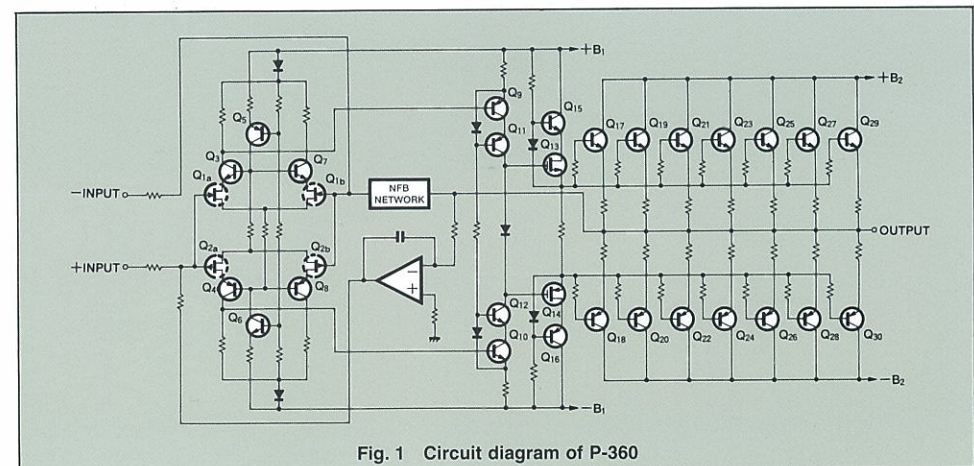 +B1
Q9
Q15
Q5
Q11
+B2
Q17
Q19
Q21
Q23
Q25
Q27
Q29
Q3
Q7
Q13
Q1a
Q1b
−INPUT
NFB
NETWORK
OUTPUT
+INPUT
Q2a
Q2b
−
+
Q4
Q8
Q12
Q14
Q6
Q10
Q16
Q18
Q20
Q22
Q24
Q26
Q28
Q30
−B2
−B1
Fig. 1 Circuit diagram of P-360